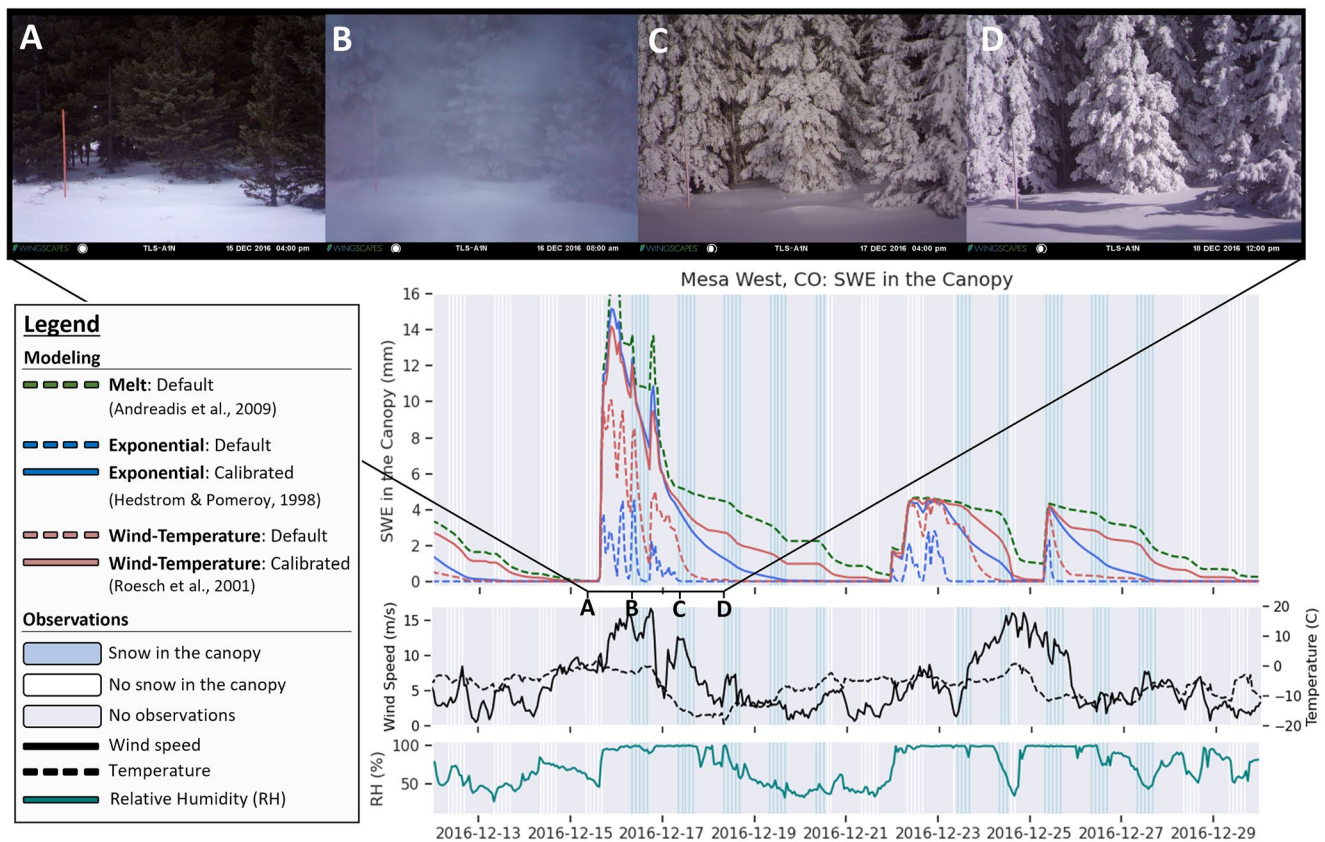 A
B
C
D
WINGSCAPES TLS-A1N 15 DEC 2016 04:00 pm
WINGSCAPES TLS-A1N 16 DEC 2016 08:00 am
WINGSCAPES TLS-A1N 17 DEC 2016 04:00 pm
WINGSCAPES TLS-A1N 18 DEC 2016 12:00 pm
Legend
Modeling
Melt: Default
(Andreadis et al., 2009)
Exponential: Default
Exponential: Calibrated
(Hedstrom & Pomeroy, 1998)
Wind-Temperature: Default
Wind-Temperature: Calibrated
(Roesch et al., 2001)
Observations
Snow in the canopy
No snow in the canopy
No observations
Wind speed
Temperature
Relative Humidity (RH)
Mesa West, CO: SWE in the Canopy
SWE in the Canopy (mm)
16
14
12
10
8
6
4
2
0
A B C D
Wind Speed (m/s)
15
10
5
0
Temperature (C)
20
10
0
−10
−20
RH (%)
100
50
2016-12-13 2016-12-15 2016-12-17 2016-12-19 2016-12-21 2016-12-23 2016-12-25 2016-12-27 2016-12-29